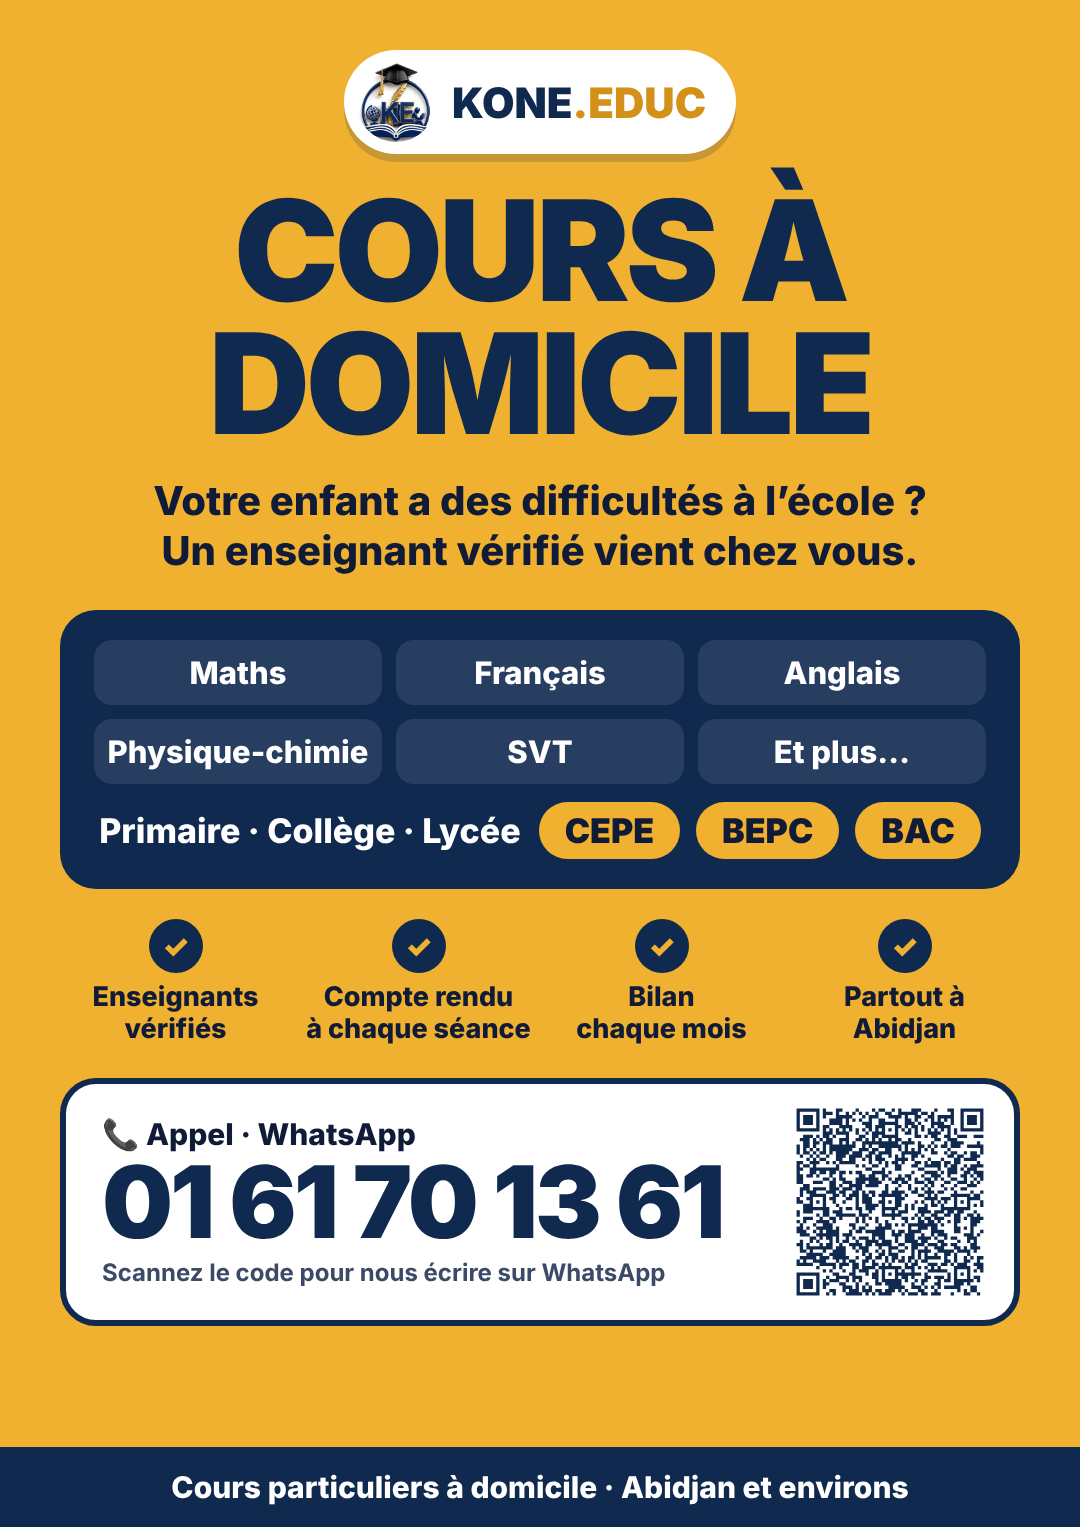 KE
KONE.EDUC
COURS À
DOMICILE
Votre enfant a des difficultés à l’école ?
Un enseignant vérifié vient chez vous.
Maths
Français
Anglais
Physique-chimie
SVT
Et plus…
Primaire · Collège · Lycée
CEPE
BEPC
BAC
Enseignants
vérifiés
Compte rendu
à chaque séance
Bilan
chaque mois
Partout à
Abidjan
Appel · WhatsApp
01 61 70 13 61
Scannez le code pour nous écrire sur WhatsApp
Cours particuliers à domicile · Abidjan et environs